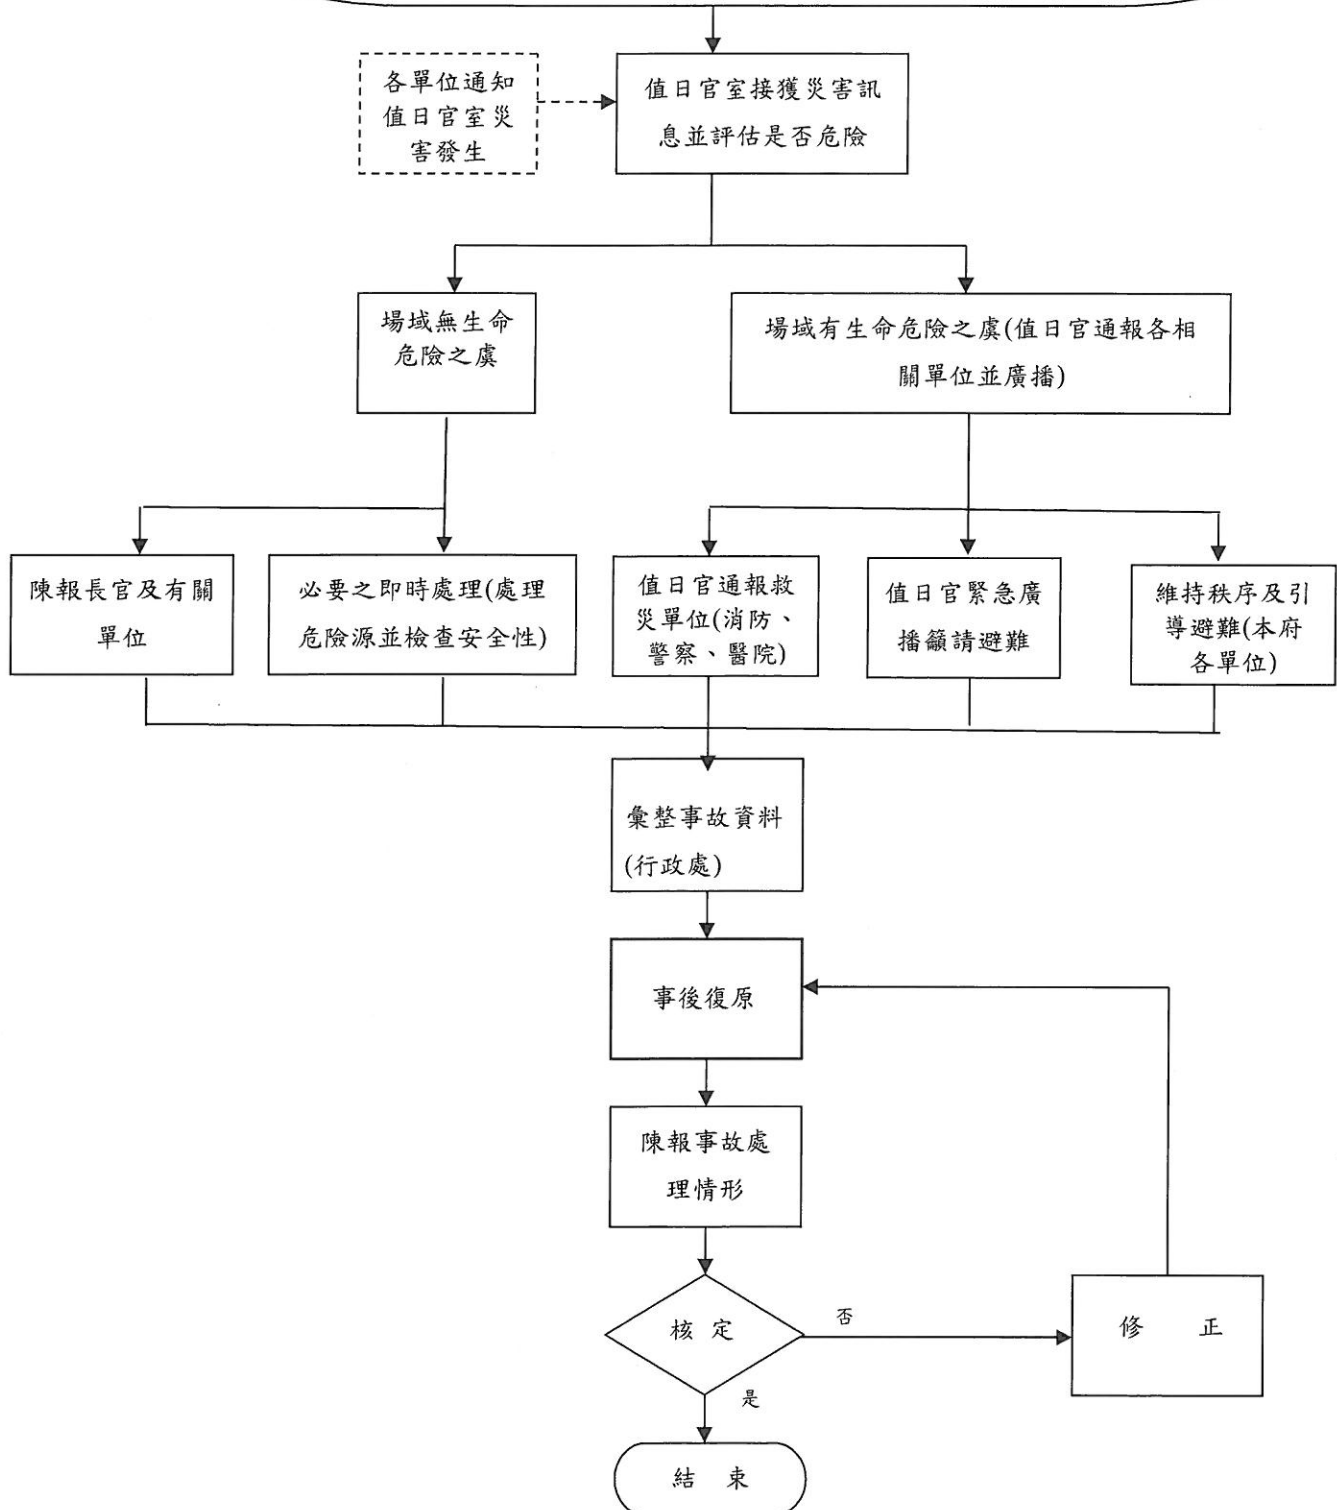 各單位通知
值日官室災
害發生
值日官室接獲災害訊
息並評估是否危險
場域無生命
危險之虞
場域有生命危險之虞(值日官通報各相
關單位並廣播)
陳報長官及有關
單位
必要之即時處理(處理
危險源並檢查安全性)
值日官通報救
災單位(消防、
警察、醫院)
值日官緊急廣
播籲請避難
維持秩序及引
導避難(本府
各單位)
彙整事故資料
(行政處)
事後復原
陳報事故處
理情形
核 定
否
修 正
是
結 束